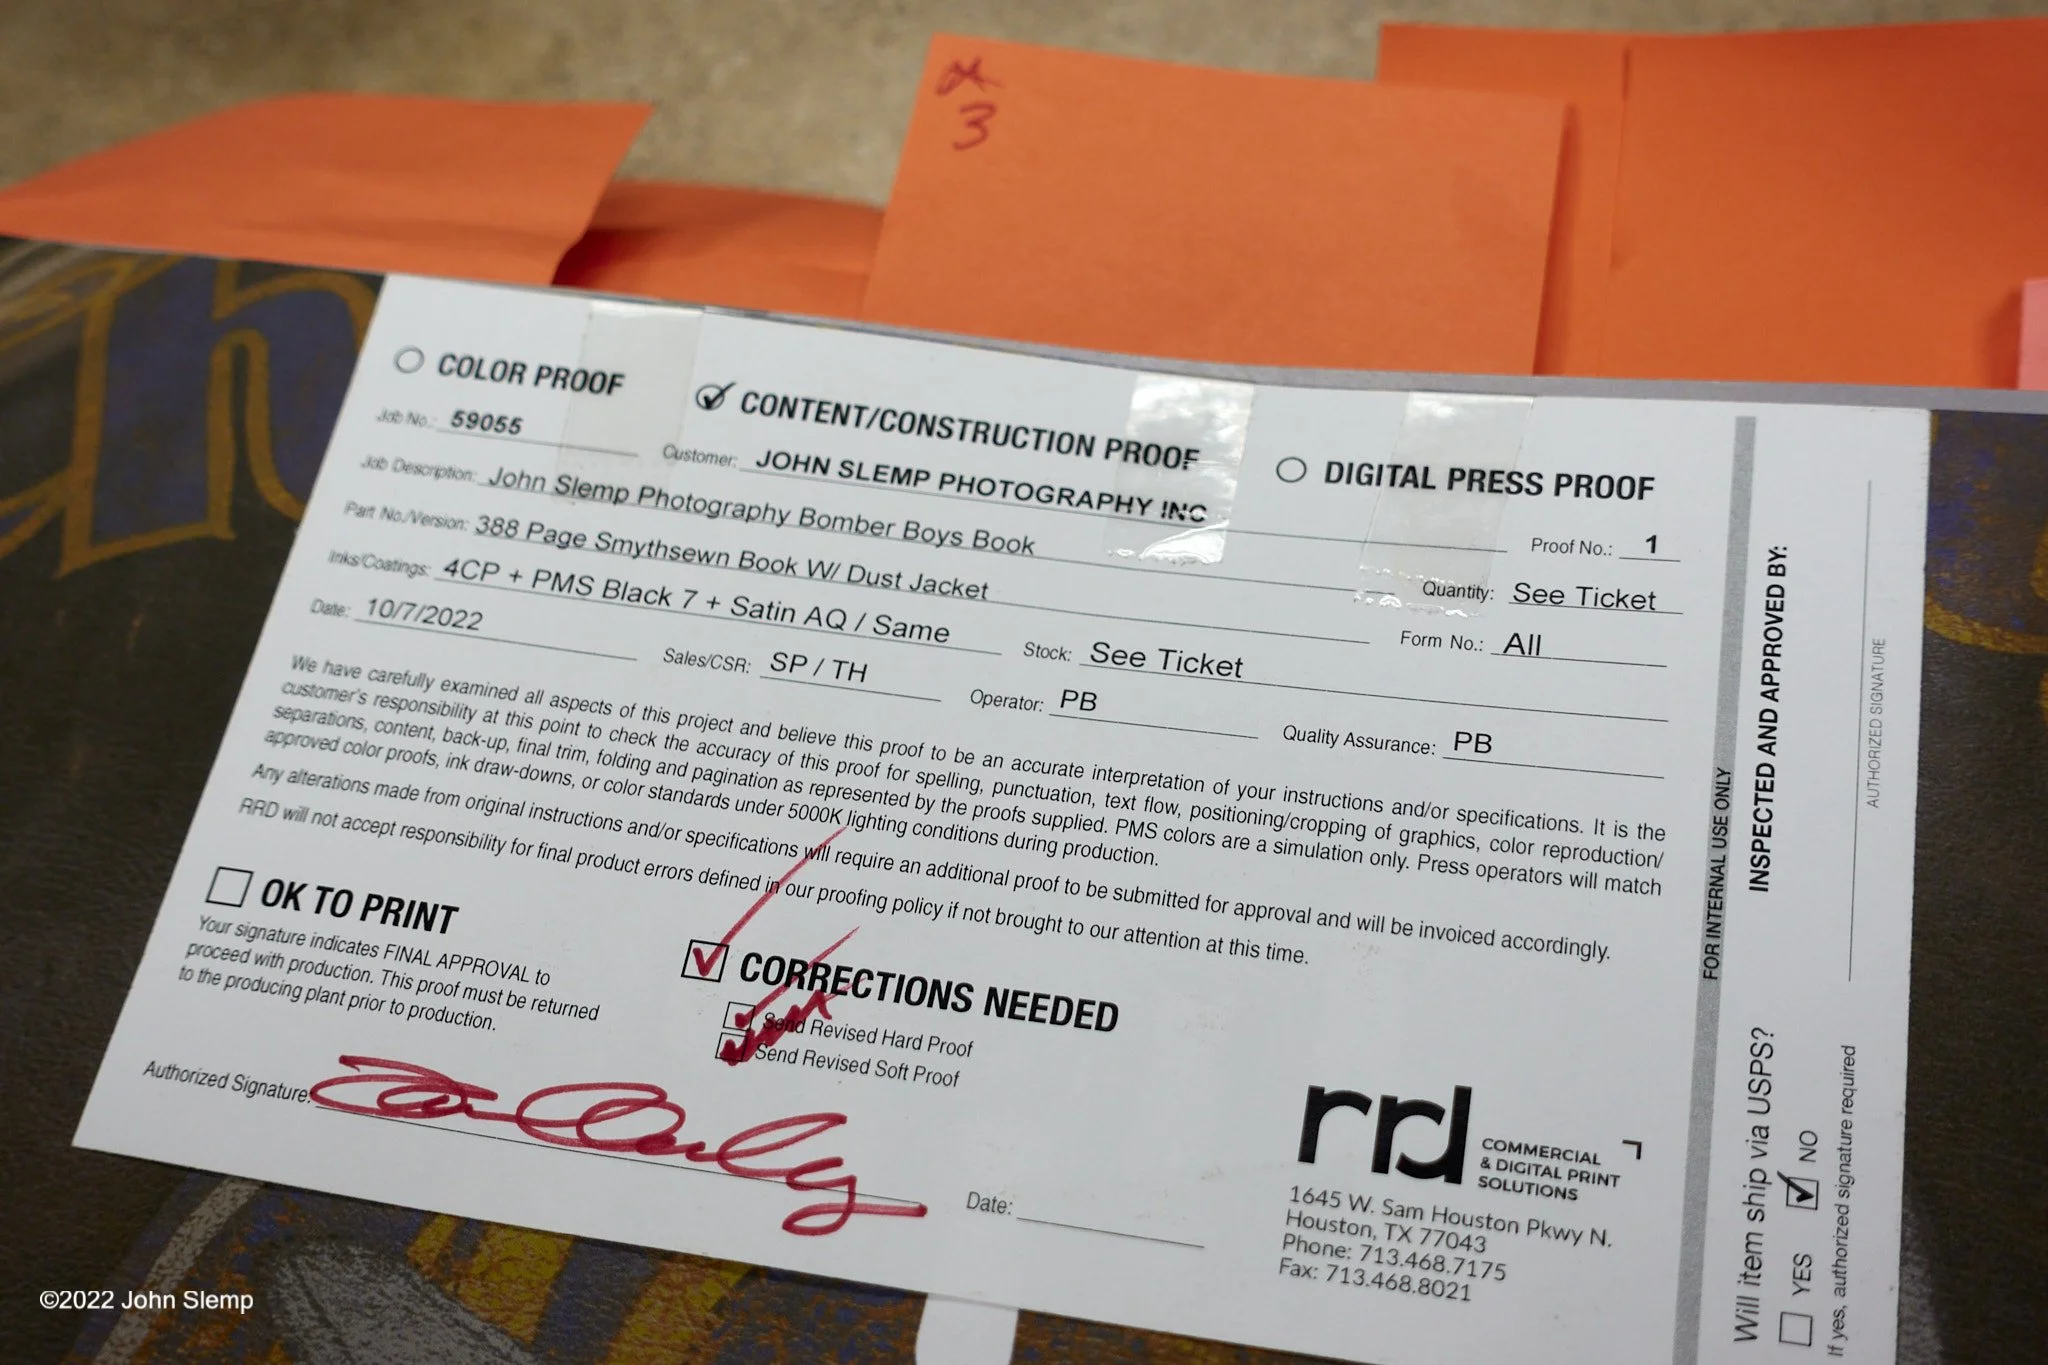 3
h
COLOR PROOF
CONTENT/CONSTRUCTION PROOF
DIGITAL PRESS PROOF
Job No.: 59055
Customer: JOHN SLEMP PHOTOGRAPHY INC
Proof No.: 1
Job Description: John Slemp Photography Bomber Boys Book
Quantity: See Ticket
Part No./Version: 388 Page Smythsewn Book W/ Dust Jacket
Form No.: All
Inks/Coatings: 4CP + PMS Black 7 + Satin AQ / Same
Stock: See Ticket
Date: 10/7/2022
Sales/CSR: SP / TH
Operator: PB
Quality Assurance: PB
We have carefully examined all aspects of this project and believe this proof to be an accurate interpretation of your instructions and/or specifications. It is the
customer's responsibility at this point to check the accuracy of this proof for spelling, punctuation, text flow, positioning/cropping of graphics, color reproduction/
separations, content, back-up, final trim, folding and pagination as represented by the proofs supplied. PMS colors are a simulation only. Press operators will match
approved color proofs, ink draw-downs, or color standards under 5000K lighting conditions during production.
Any alterations made from original instructions and/or specifications will require an additional proof to be submitted for approval and will be invoiced accordingly.
RRD will not accept responsibility for final product errors defined in our proofing policy if not brought to our attention at this time.
OK TO PRINT
Your signature indicates FINAL APPROVAL to
proceed with production. This proof must be returned
to the producing plant prior to production.
CORRECTIONS NEEDED
Send Revised Hard Proof
Send Revised Soft Proof
Authorized Signature:
Date:
rrd
COMMERCIAL
& DIGITAL PRINT
SOLUTIONS
1645 W. Sam Houston Pkwy N.
Houston, TX 77043
Phone: 713.468.7175
Fax: 713.468.8021
FOR INTERNAL USE ONLY
INSPECTED AND APPROVED BY:
AUTHORIZED SIGNATURE
Will item ship via USPS?
YES NO
If yes, authorized signature required
©2022 John Slemp